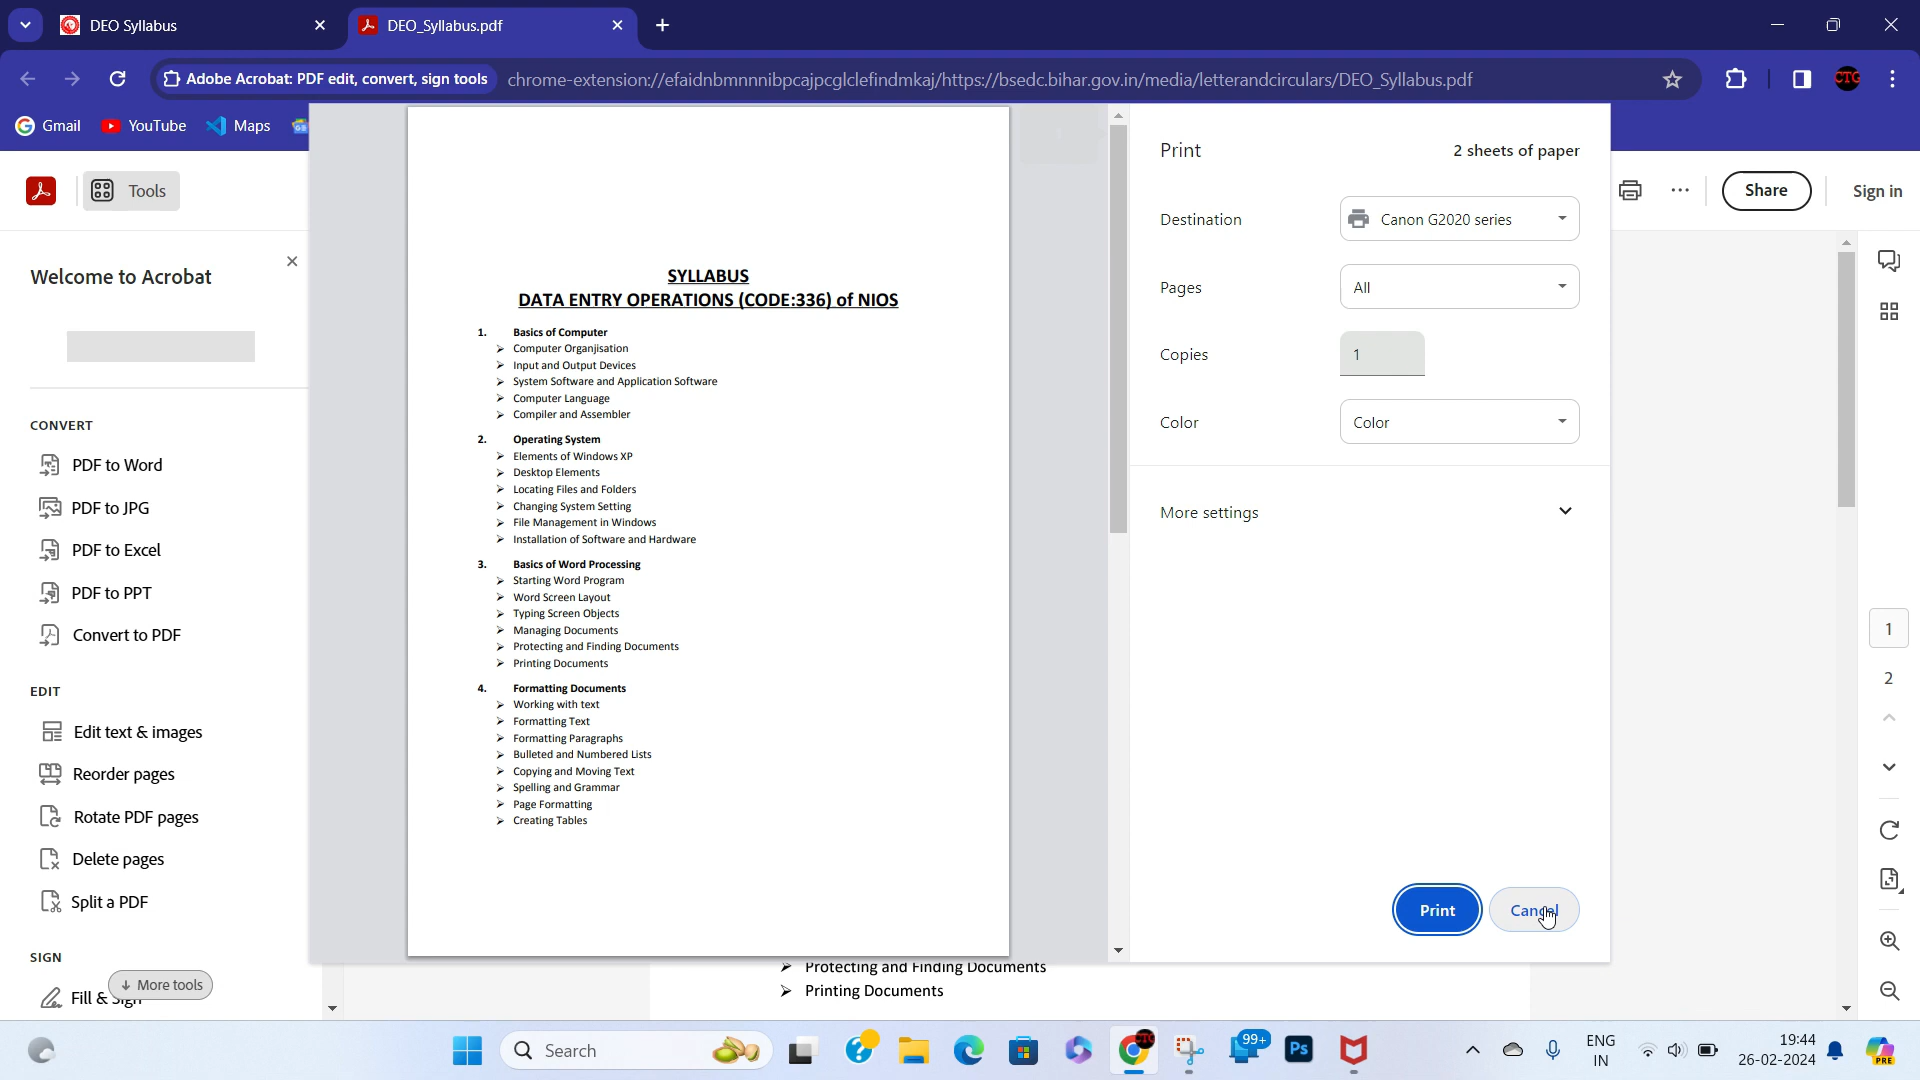 DEO Syllabus
DEO_Syllabus.pdf
Adobe Acrobat: PDF edit, convert, sign tools
chrome-extension://efaidnbmnnnibpcajpcglclefindmkaj/https://bsedc.bihar.gov.in/media/letterandcirculars/DEO_Syllabus.pdf
CTG
Gmail
YouTube
Maps
Tools
Share
Sign in
Welcome to Acrobat
CONVERT
PDF to Word
PDF to JPG
PDF to Excel
PDF to PPT
Convert to PDF
EDIT
Edit text & images
Reorder pages
Rotate PDF pages
Delete pages
Split a PDF
SIGN
Fill & Sign
More tools
SYLLABUS
DATA ENTRY OPERATIONS (CODE:336) of NIOS
1. Basics of Computer
➢ Computer Organjisation
➢ Input and Output Devices
➢ System Software and Application Software
➢ Computer Language
➢ Compiler and Assembler
2. Operating System
➢ Elements of Windows XP
➢ Desktop Elements
➢ Locating Files and Folders
➢ Changing System Setting
➢ File Management in Windows
➢ Installation of Software and Hardware
3. Basics of Word Processing
➢ Starting Word Program
➢ Word Screen Layout
➢ Typing Screen Objects
➢ Managing Documents
➢ Protecting and Finding Documents
➢ Printing Documents
4. Formatting Documents
➢ Working with text
➢ Formatting Text
➢ Formatting Paragraphs
➢ Bulleted and Numbered Lists
➢ Copying and Moving Text
➢ Spelling and Grammar
➢ Page Formatting
➢ Creating Tables
Print
2 sheets of paper
Destination
Canon G2020 series
Pages
All
Copies
1
Color
Color
More settings
Print
Cancel
➢ Protecting and Finding Documents
➢ Printing Documents
1
2
Search
99+
Ps
ENG
IN
19:44
26-02-2024
PRE